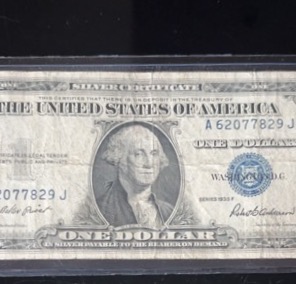 SILVER CERTIFICATE
THIS CERTIFIES THAT THERE IS ON DEPOSIT IN THE TREASURY OF
THE UNITED STATES OF AMERICA
A 62077829 J
ONE DOLLAR
WASHINGTON, D.C.
2077829 J
SERIES 1935 F
ONE DOLLAR
IN SILVER PAYABLE TO THE BEARER ON DEMAND